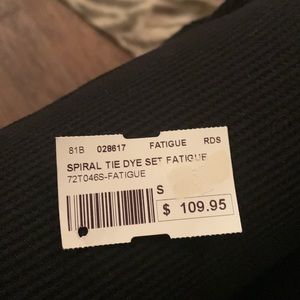 81B 028617 FATIGUE RDS
SPIRAL TIE DYE SET FATIGUE
72T046S-FATIGUE
S
$ 109.95